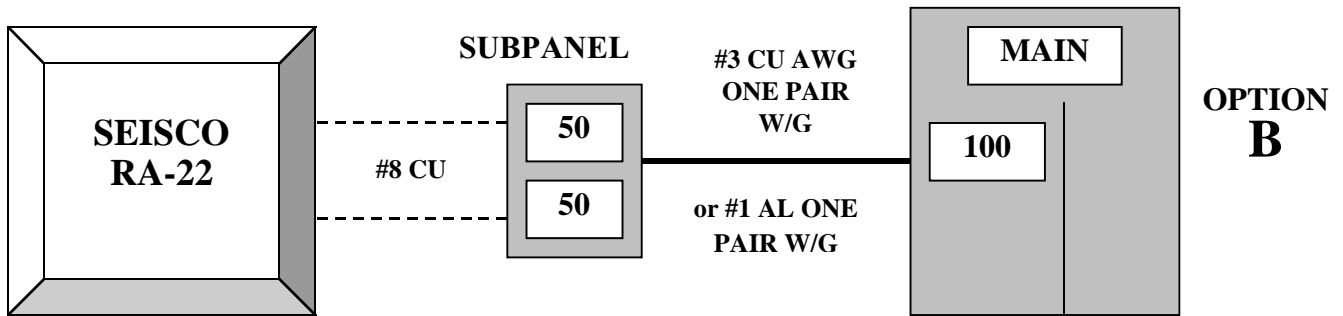 SEISCO
RA-22
#8 CU
SUBPANEL
50
50
#3 CU AWG
ONE PAIR
W/G
or #1 AL ONE
PAIR W/G
MAIN
100
OPTION
B